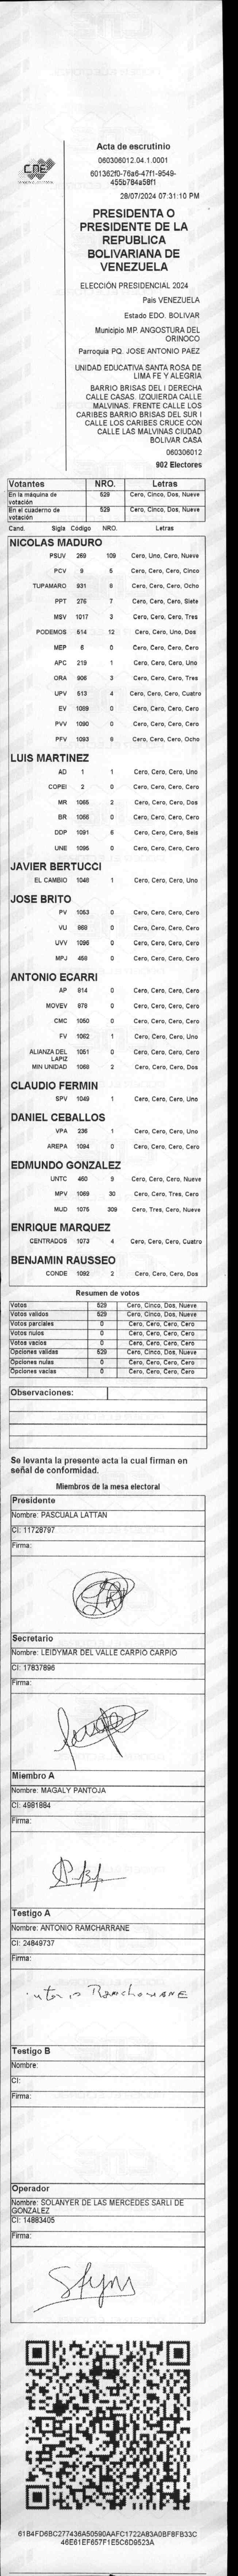 CNE
Acta de escrutinio
060306012.04.1.0001
601362f0-76a6-47f1-9549-
455b784a58f1
28/07/2024 07:31:10 PM
PRESIDENTA O
PRESIDENTE DE LA
REPUBLICA
BOLIVARIANA DE
VENEZUELA
ELECCIÓN PRESIDENCIAL 2024
País VENEZUELA
Estado EDO. BOLIVAR
Municipio MP. ANGOSTURA DEL
ORINOCO
Parroquia PQ. JOSE ANTONIO PAEZ
UNIDAD EDUCATIVA SANTA ROSA DE
LIMA FE Y ALEGRIA
BARRIO BRISAS DEL I DERECHA
CALLE CASAS. IZQUIERDA CALLE
MALVINAS. FRENTE CALLE LOS
CARIBES BARRIO BRISAS DEL SUR I
CALLE LOS CARIBES CRUCE CON
CALLE LAS MALVINAS CIUDAD
BOLIVAR CASA
060306012
902 Electores
Votantes NRO. Letras
En la máquina de
votación 529 Cero, Cinco, Dos, Nueve
En el cuaderno de
votación 529 Cero, Cinco, Dos, Nueve
Cand. Sigla Código NRO. Letras
NICOLAS MADURO
PSUV 269 109 Cero, Uno, Cero, Nueve
PCV 9 5 Cero, Cero, Cero, Cinco
TUPAMARO 931 8 Cero, Cero, Cero, Ocho
PPT 276 7 Cero, Cero, Cero, Siete
MSV 1017 3 Cero, Cero, Cero, Tres
PODEMOS 514 12 Cero, Cero, Uno, Dos
MEP 6 0 Cero, Cero, Cero, Cero
APC 219 1 Cero, Cero, Cero, Uno
ORA 906 3 Cero, Cero, Cero, Tres
UPV 513 4 Cero, Cero, Cero, Cuatro
EV 1089 0 Cero, Cero, Cero, Cero
PVV 1090 0 Cero, Cero, Cero, Cero
PFV 1093 8 Cero, Cero, Cero, Ocho
LUIS MARTINEZ
AD 1 1 Cero, Cero, Cero, Uno
COPEI 2 0 Cero, Cero, Cero, Cero
MR 1065 2 Cero, Cero, Cero, Dos
BR 1066 0 Cero, Cero, Cero, Cero
DDP 1091 6 Cero, Cero, Cero, Seis
UNE 1095 0 Cero, Cero, Cero, Cero
JAVIER BERTUCCI
EL CAMBIO 1048 1 Cero, Cero, Cero, Uno
JOSE BRITO
PV 1053 0 Cero, Cero, Cero, Cero
VU 969 0 Cero, Cero, Cero, Cero
UVV 1096 0 Cero, Cero, Cero, Cero
MPJ 458 0 Cero, Cero, Cero, Cero
ANTONIO ECARRI
AP 914 0 Cero, Cero, Cero, Cero
MOVEV 979 0 Cero, Cero, Cero, Cero
CMC 1050 0 Cero, Cero, Cero, Cero
FV 1062 1 Cero, Cero, Cero, Uno
ALIANZA DEL 1051 0 Cero, Cero, Cero, Cero
LAPIZ
MIN UNIDAD 1068 2 Cero, Cero, Cero, Dos
CLAUDIO FERMIN
SPV 1049 1 Cero, Cero, Cero, Uno
DANIEL CEBALLOS
VPA 236 1 Cero, Cero, Cero, Uno
AREPA 1094 0 Cero, Cero, Cero, Cero
EDMUNDO GONZALEZ
UNTC 460 9 Cero, Cero, Cero, Nueve
MPV 1069 30 Cero, Cero, Tres, Cero
MUD 1075 309 Cero, Tres, Cero, Nueve
ENRIQUE MARQUEZ
CENTRADOS 1073 4 Cero, Cero, Cero, Cuatro
BENJAMIN RAUSSEO
CONDE 1092 2 Cero, Cero, Cero, Dos
Resumen de votos
Votos 529 Cero, Cinco, Dos, Nueve
Votos validos 529 Cero, Cinco, Dos, Nueve
Votos parciales 0 Cero, Cero, Cero, Cero
Votos nulos 0 Cero, Cero, Cero, Cero
Votos vacios 0 Cero, Cero, Cero, Cero
Opciones validas 529 Cero, Cinco, Dos, Nueve
Opciones nulas 0 Cero, Cero, Cero, Cero
Opciones vacias 0 Cero, Cero, Cero, Cero
Observaciones:
Se levanta la presente acta la cual firman en
señal de conformidad.
Miembros de la mesa electoral
Presidente
Nombre: PASCUALA LATTAN
CI: 11728797
Firma:
Secretario
Nombre: LEIDYMAR DEL VALLE CARPIO CARPIO
CI: 17837896
Firma:
Miembro A
Nombre: MAGALY PANTOJA
CI: 4981884
Firma:
Testigo A
Nombre: ANTONIO RAMCHARRANE
CI: 24849737
Firma:
Testigo B
Nombre:
CI:
Firma:
Operador
Nombre: SOLANYER DE LAS MERCEDES SARLI DE
GONZALEZ
CI: 14883405
Firma:
61B4FD6BC277436A50590AAFC1722A83A0BF8FB33C
46E61EF657F1E5C6D9523A